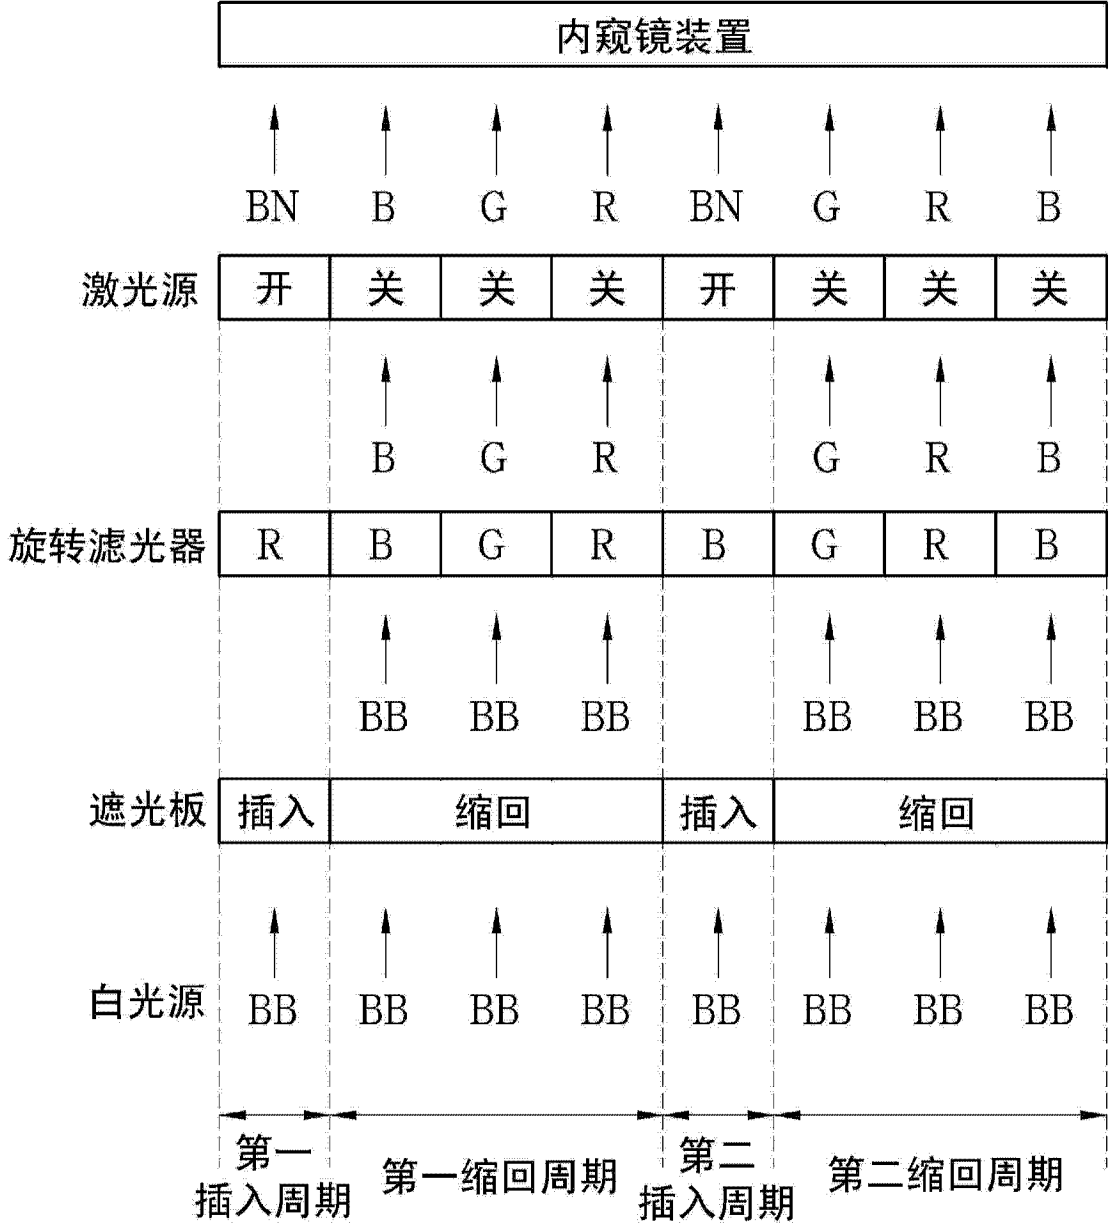 内窥镜装置
BN B G R BN G R B
激光源 开 关 关 关 开 关 关 关
B G R G R B
旋转滤光器 R B G R B G R B
BB BB BB BB BB BB
遮光板 插入 缩回 插入 缩回
白光源 BB BB BB BB BB BB BB BB
第一
插入周期
第一缩回周期
第二
插入周期
第二缩回周期